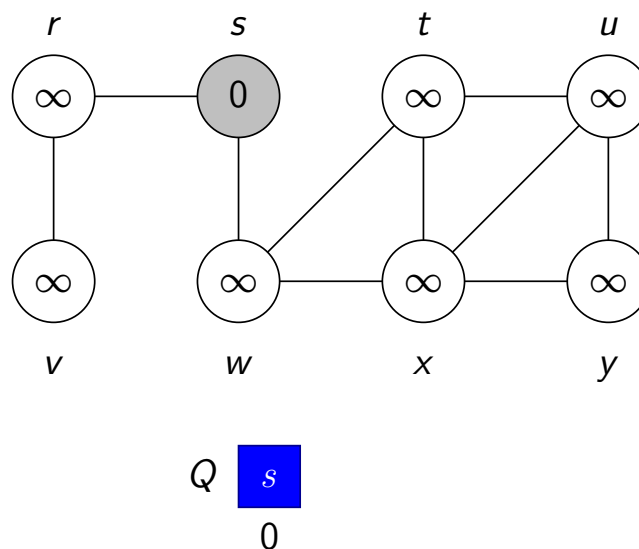 r s t u
∞ 0 ∞ ∞
∞ ∞ ∞ ∞
v w x y
Q s
0